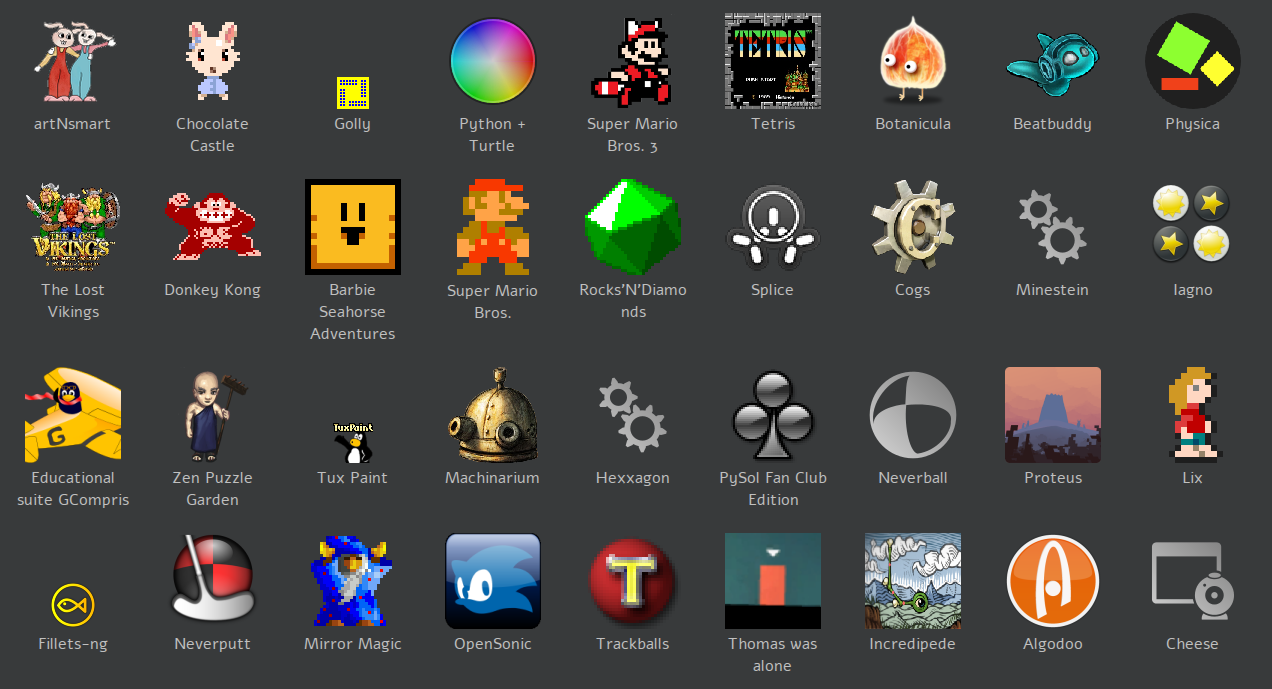 artNsmart
Chocolate
Castle
Golly
Python +
Turtle
Super Mario
Bros. 3
TETRIS
Tetris
Botanicula
Beatbuddy
Physica
THE LOST
VIKINGS
The Lost
Vikings
Donkey Kong
Barbie
Seahorse
Adventures
Super Mario
Bros.
Rocks'N'Diamo
nds
Splice
C
Cogs
Minestein
Iagno
G
Educational
suite GCompris
Zen Puzzle
Garden
TuxPaint
Tux Paint
Machinarium
Hexxagon
PySol Fan Club
Edition
Neverball
Proteus
Lix
Fillets-ng
Neverputt
Mirror Magic
OpenSonic
T
Trackballs
Thomas was
alone
Incredipede
Algodoo
Cheese